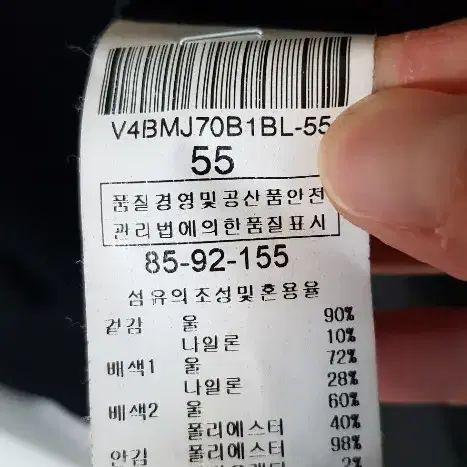 V4BMJ70B1BL-55
55
품질경영및공산품안전
관리법에의한품질표시
85-92-155
섬유의조성및혼용율
겉감 울 90%
나일론 10%
배색1 울 72%
나일론 28%
배색2 울 60%
폴리에스터 40%
안감 폴리에스터 98%
2%